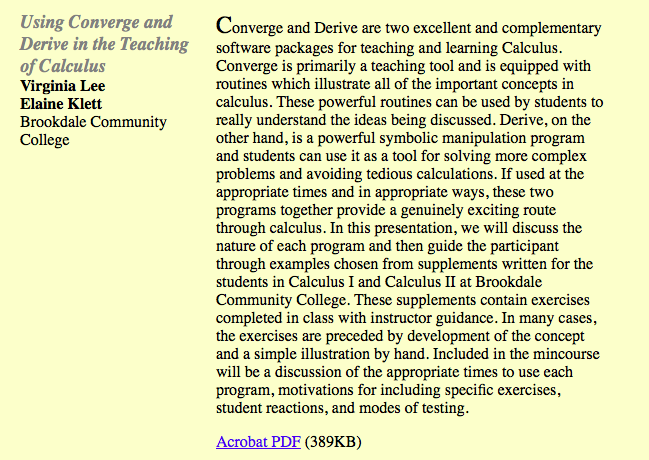 Using Converge and
Derive in the Teaching
of Calculus
Virginia Lee
Elaine Klett
Brookdale Community
College
Converge and Derive are two excellent and complementary
software packages for teaching and learning Calculus.
Converge is primarily a teaching tool and is equipped with
routines which illustrate all of the important concepts in
calculus. These powerful routines can be used by students to
really understand the ideas being discussed. Derive, on the
other hand, is a powerful symbolic manipulation program
and students can use it as a tool for solving more complex
problems and avoiding tedious calculations. If used at the
appropriate times and in appropriate ways, these two
programs together provide a genuinely exciting route
through calculus. In this presentation, we will discuss the
nature of each program and then guide the participant
through examples chosen from supplements written for the
students in Calculus I and Calculus II at Brookdale
Community College. These supplements contain exercises
completed in class with instructor guidance. In many cases,
the exercises are preceded by development of the concept
and a simple illustration by hand. Included in the mincourse
will be a discussion of the appropriate times to use each
program, motivations for including specific exercises,
student reactions, and modes of testing.
Acrobat PDF (389KB)